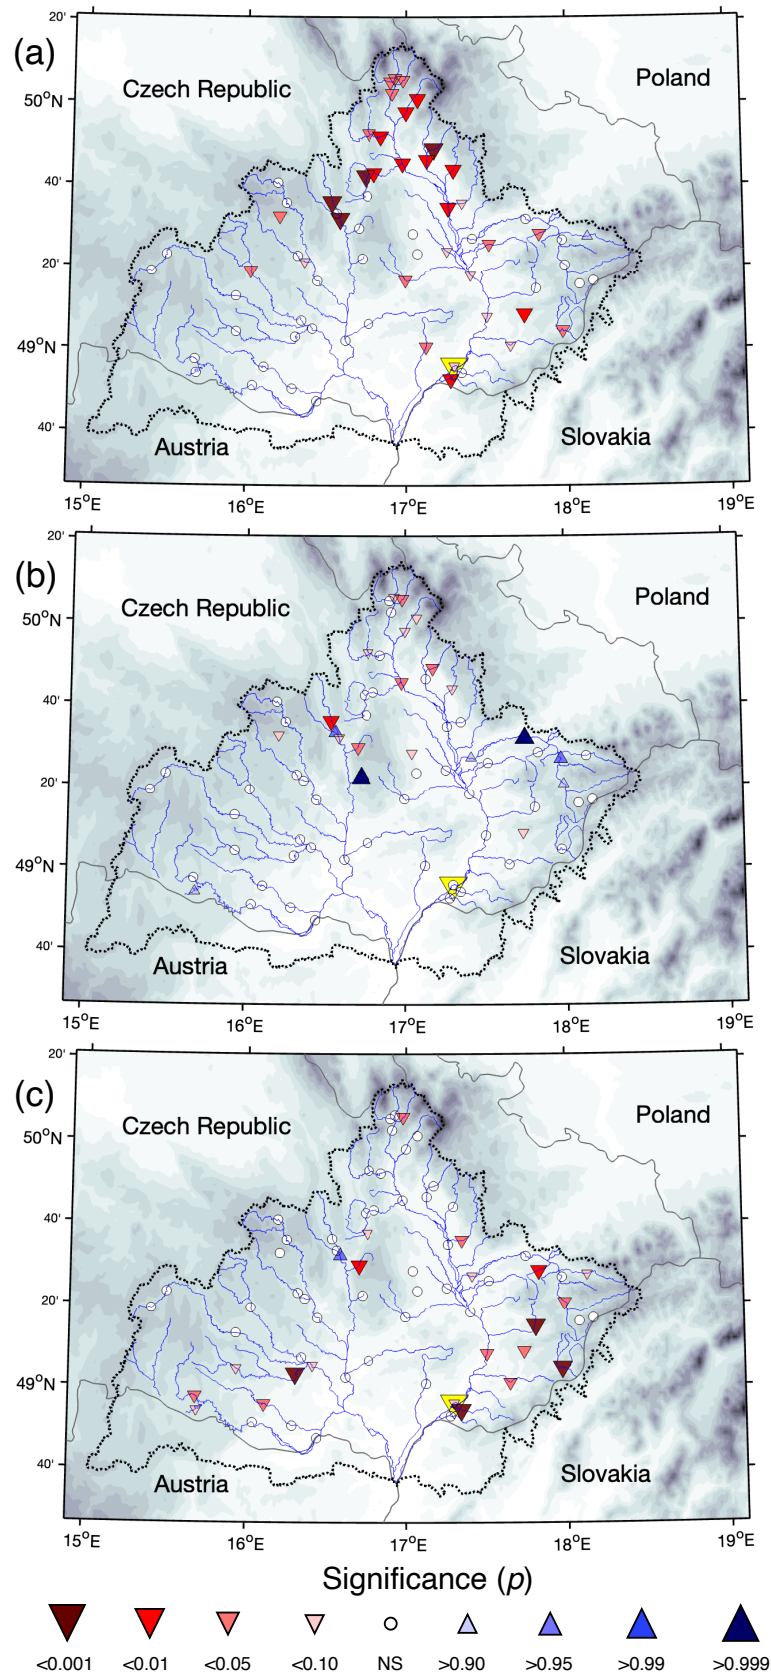 20'
(a)
Czech Republic
Poland
50°N
40'
20'
49°N
40'
Austria
Slovakia
15°E 16°E 17°E 18°E 19°E
20'
(b)
Czech Republic
Poland
50°N
40'
20'
49°N
40'
Austria
Slovakia
15°E 16°E 17°E 18°E 19°E
20'
(c)
Czech Republic
Poland
50°N
40'
20'
49°N
40'
Austria
Slovakia
15°E 16°E 17°E 18°E 19°E
Significance (p)
<0.001 <0.01 <0.05 <0.10 NS >0.90 >0.95 >0.99 >0.999